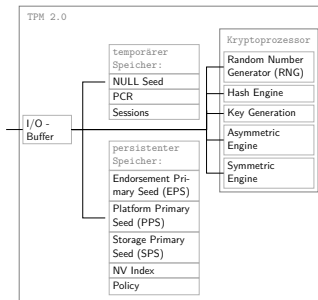 TPM 2.0
I/O -
Buffer
temporärer
Speicher:
NULL Seed
PCR
Sessions
persistenter
Speicher:
Endorsement Pri-
mary Seed (EPS)
Platform Primary
Seed (PPS)
Storage Primary
Seed (SPS)
NV Index
Policy
Kryptoprozessor
Random Number
Generator (RNG)
Hash Engine
Key Generation
Asymmetric
Engine
Symmetric
Engine